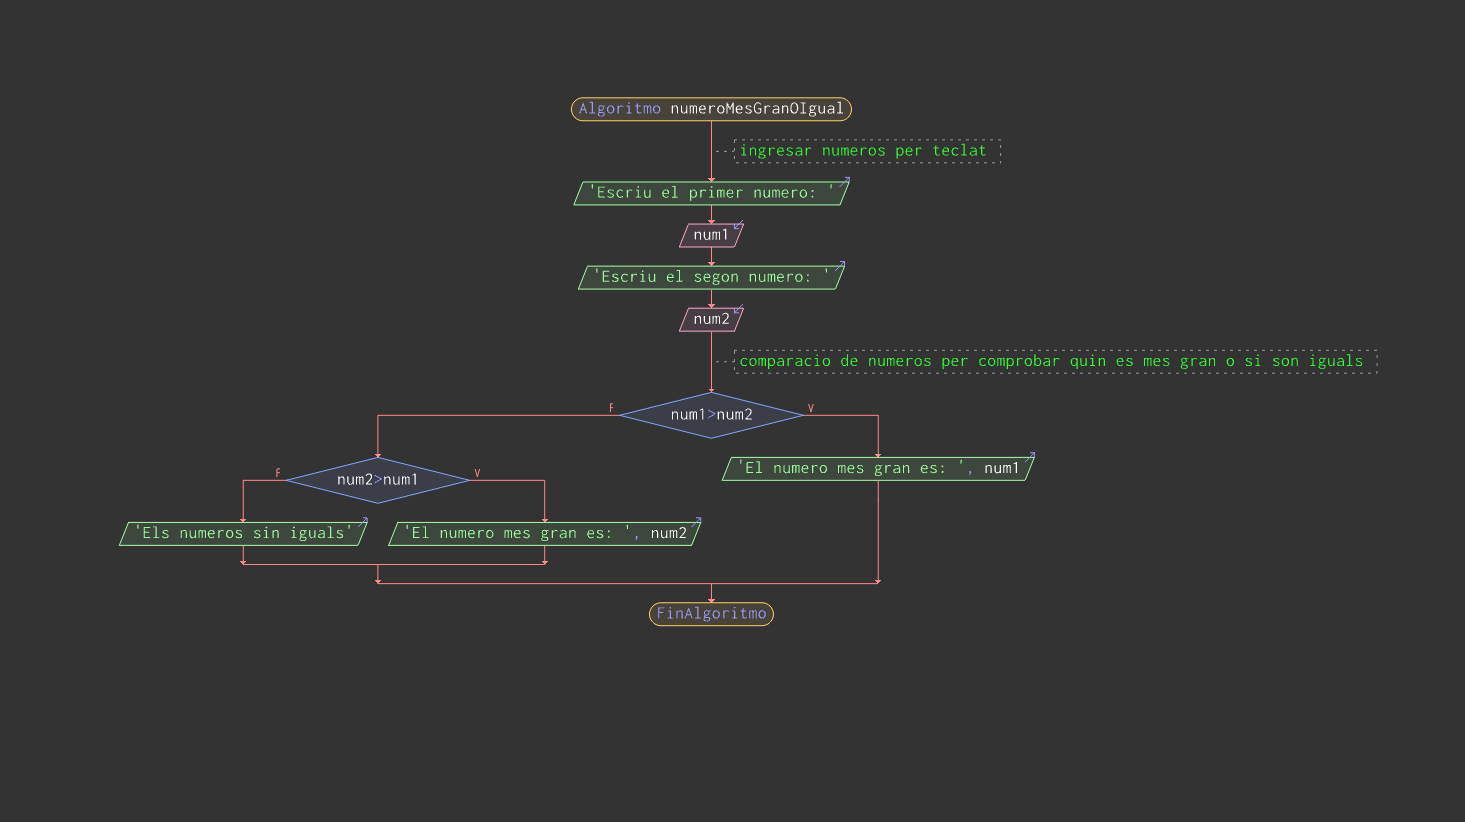 Algoritmo numeroMesGranOIgual
ingresar numeros per teclat
'Escriu el primer numero: '
num1
'Escriu el segon numero: '
num2
comparacio de numeros per comprobar quin es mes gran o si son iguals
F
num1>num2
V
F
num2>num1
V
'El numero mes gran es: ', num1
'Els numeros sin iguals'
'El numero mes gran es: ', num2
FinAlgoritmo